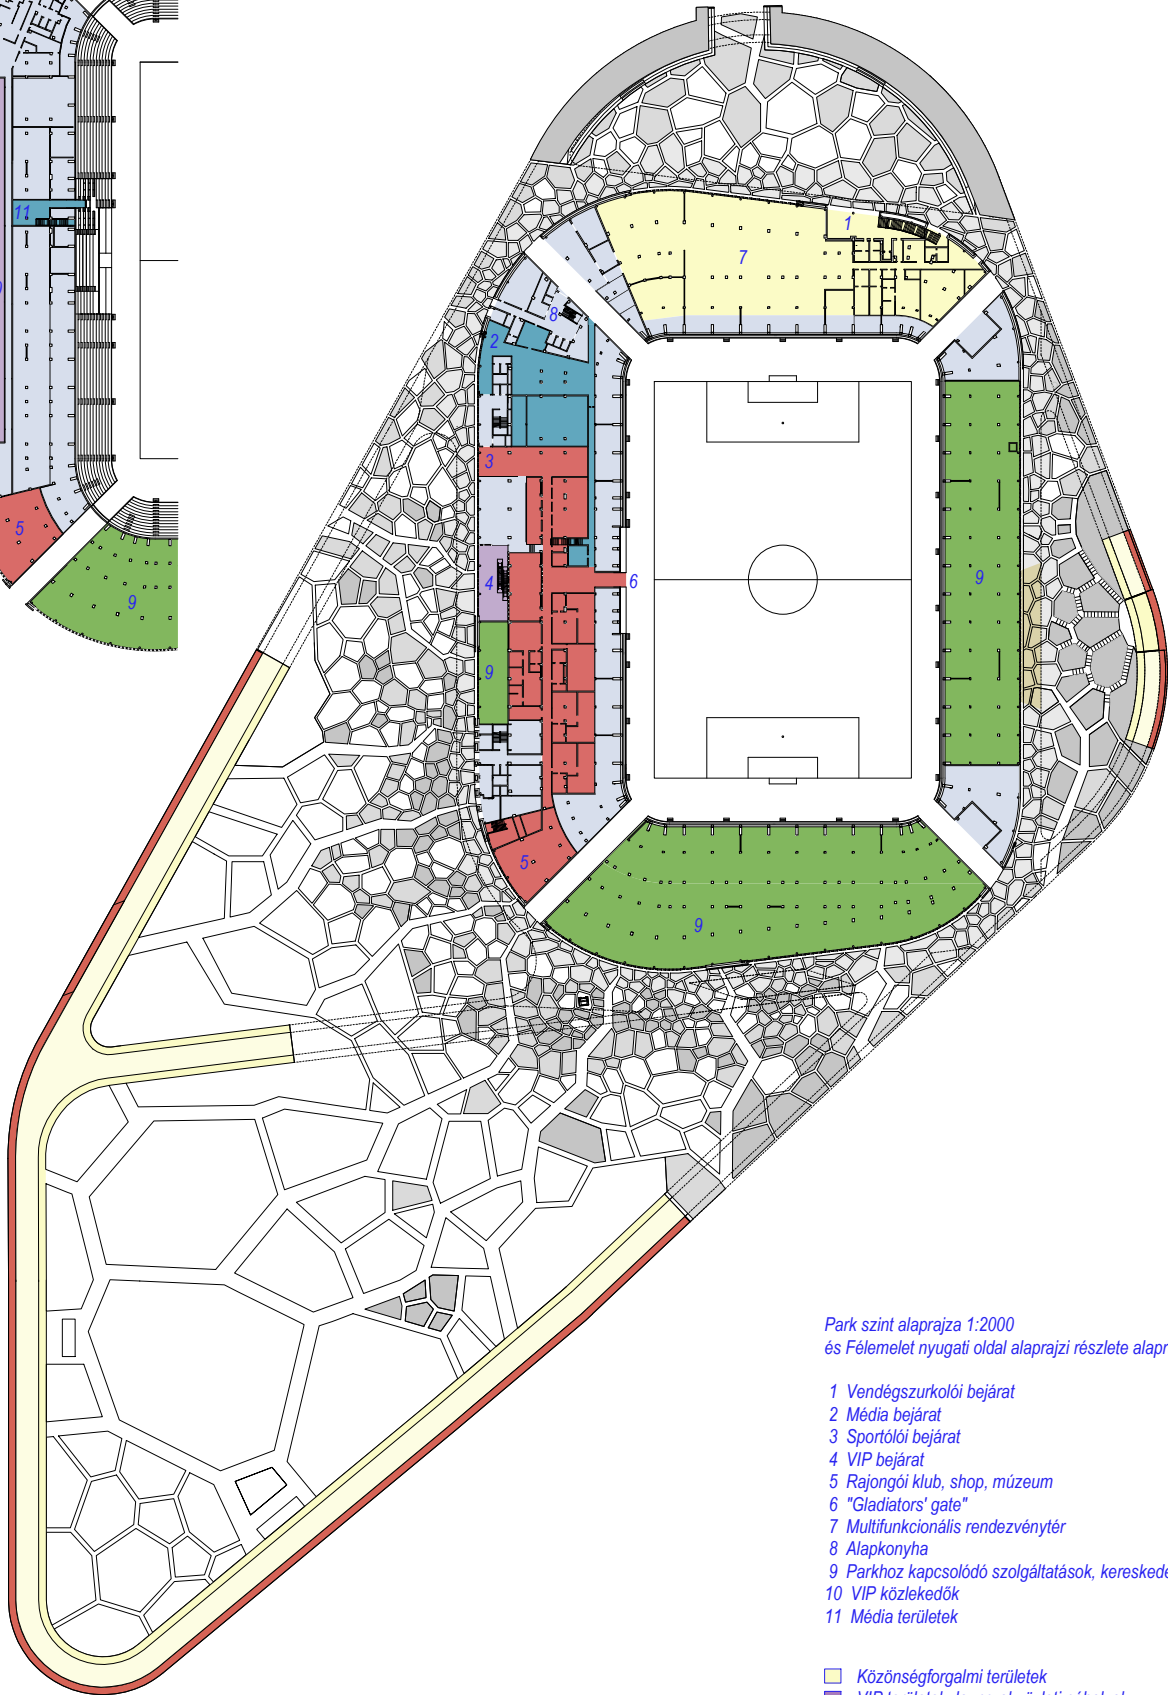 11
5
9
1
7
8
2
3
6
4
9
9
5
9
Park szint alaprajza 1:2000
és Félemelet nyugati oldal alaprajzi részlete
1 Vendégszurkolói bejárat
2 Média bejárat
3 Sportólói bejárat
4 VIP bejárat
5 Rajongói klub, shop, múzeum
6 "Gladiators' gate"
7 Multifunkcionális rendezvénytér
8 Alapkonyha
9 Parkhoz kapcsolódó szolgáltatások,
10 VIP közlekedők
11 Média területek
Közönségforgalmi területek